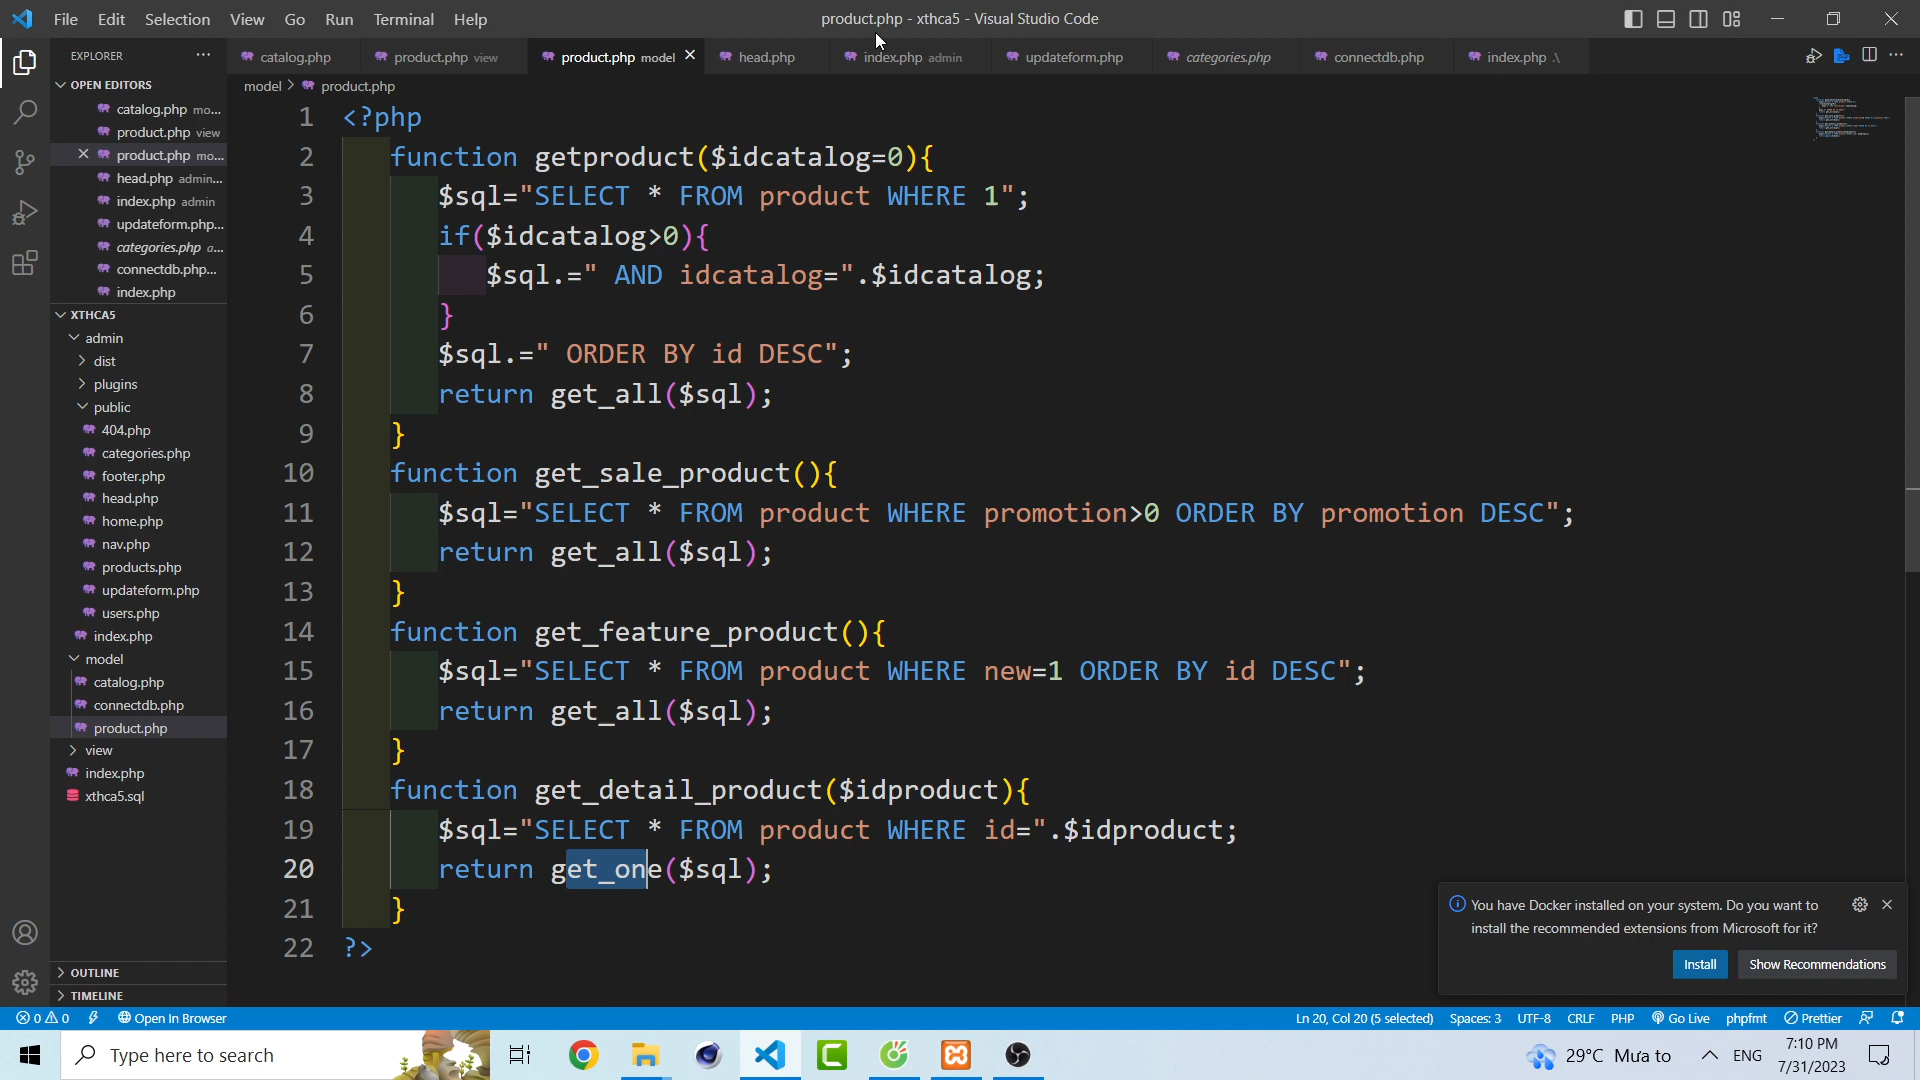 File Edit Selection View Go Run Terminal Help
product.php - xthca5 - Visual Studio Code
EXPLORER
catalog.php
product.php view
product.php model
head.php
index.php admin
updateform.php
categories.php
connectdb.php
index.php .\
model > product.php
OPEN EDITORS
catalog.php mo...
product.php view
product.php mo...
head.php admin...
index.php admin
updateform.php...
categories.php a...
connectdb.php...
index.php
XTHCA5
admin
dist
plugins
public
404.php
categories.php
footer.php
head.php
home.php
nav.php
products.php
updateform.php
users.php
index.php
model
catalog.php
connectdb.php
product.php
view
index.php
xthca5.sql
OUTLINE
TIMELINE
1 <?php
2 function getproduct($idcatalog=0){
3 $sql="SELECT * FROM product WHERE 1";
4 if($idcatalog>0){
5 $sql.=" AND idcatalog=".$idcatalog;
6 }
7 $sql.=" ORDER BY id DESC";
8 return get_all($sql);
9 }
10 function get_sale_product(){
11 $sql="SELECT * FROM product WHERE promotion>0 ORDER BY promotion DESC";
12 return get_all($sql);
13 }
14 function get_feature_product(){
15 $sql="SELECT * FROM product WHERE new=1 ORDER BY id DESC";
16 return get_all($sql);
17 }
18 function get_detail_product($idproduct){
19 $sql="SELECT * FROM product WHERE id=".$idproduct;
20 return get_one($sql);
21 }
22 ?>
You have Docker installed on your system. Do you want to
install the recommended extensions from Microsoft for it?
Install
Show Recommendations
0 0 Open In Browser
Ln 20, Col 20 (5 selected) Spaces: 3 UTF-8 CRLF PHP Go Live phpfmt Prettier
Type here to search
29°C Mưa to
ENG
7:10 PM
7/31/2023